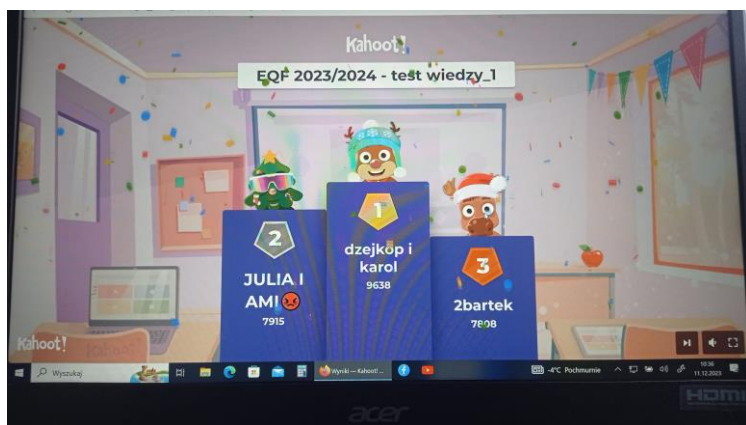 Kahoot!
EQF 2023/2024 - test wiedzy_1
1
dzejkop i
karol
9638
2
JULIA I
AMI😡
7915
3
2bartek
7808
Kahoot!
Wyszukaj
Wyniki — Kahoot! ...
-4°C Pochmurnie
10:36
11.12.2023
acer
HDMI